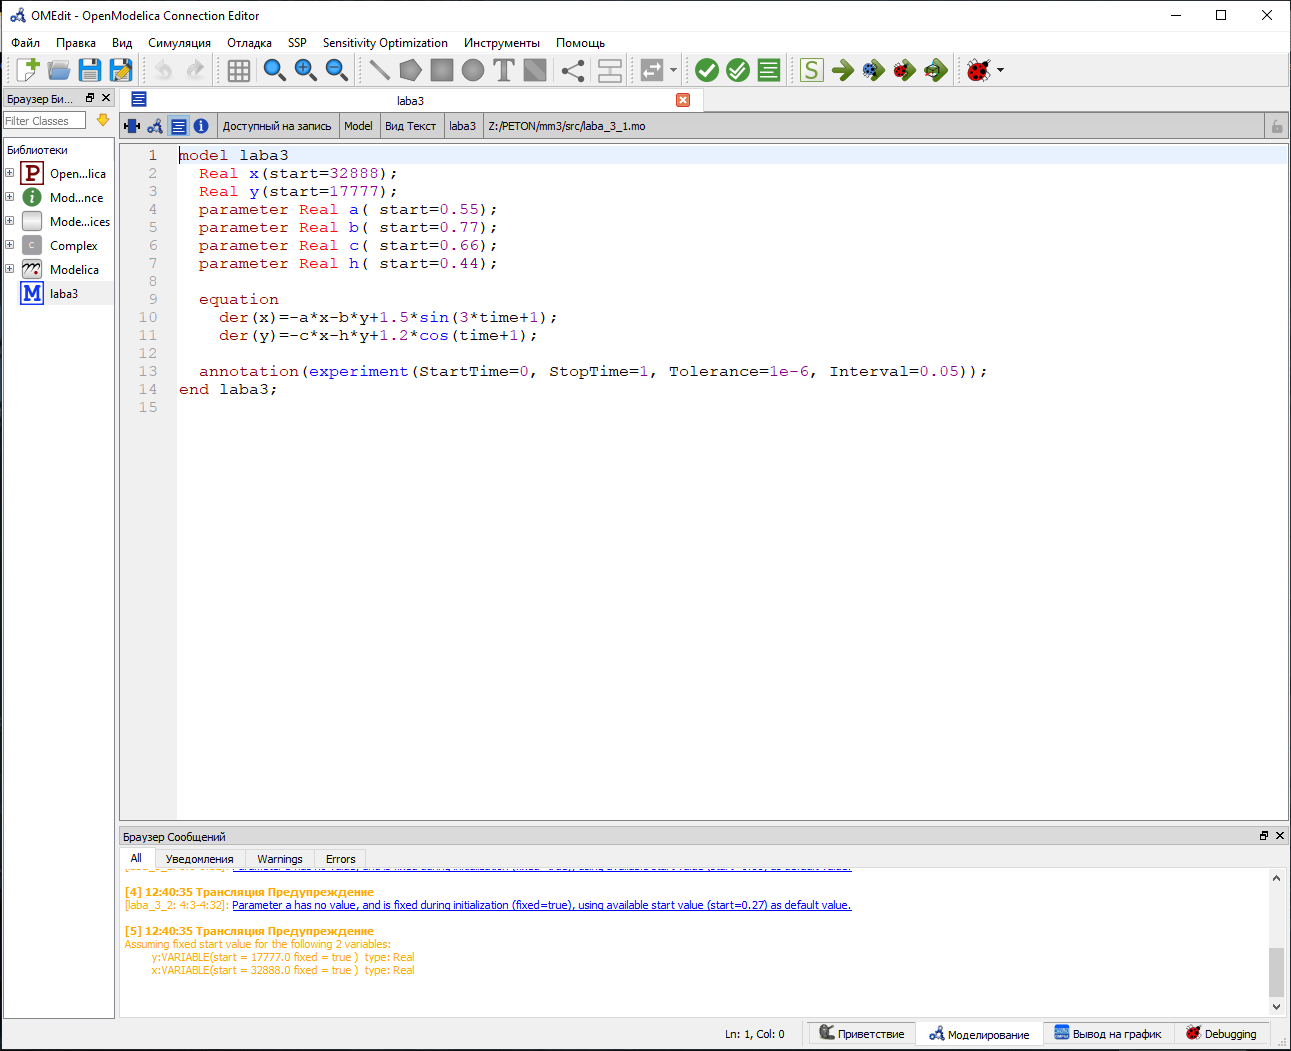 OMEdit - OpenModelica Connection Editor
Файл Правка Вид Симуляция Отладка SSP Sensitivity Optimization Инструменты Помощь
Браузер Би...
laba3
Filter Classes
Доступный на запись Model Вид Текст laba3 Z:/PETON/mm3/src/laba_3_1.mo
Библиотеки
P Open...lica
i Mod...nce
Mode...ices
C Complex
Modelica
M laba3
1 model laba3
2 Real x(start=32888);
3 Real y(start=17777);
4 parameter Real a( start=0.55);
5 parameter Real b( start=0.77);
6 parameter Real c( start=0.66);
7 parameter Real h( start=0.44);
8
9 equation
10 der(x)=-a*x-b*y+1.5*sin(3*time+1);
11 der(y)=-c*x-h*y+1.2*cos(time+1);
12
13 annotation(experiment(StartTime=0, StopTime=1, Tolerance=1e-6, Interval=0.05));
14 end laba3;
15
Браузер Сообщений
All Уведомления Warnings Errors
[4] 12:40:35 Трансляция Предупреждение
[laba_3_2: 4:3-4:32]: Parameter a has no value, and is fixed during initialization (fixed=true), using available start value (start=0.27) as default value.
[5] 12:40:35 Трансляция Предупреждение
Assuming fixed start value for the following 2 variables:
y:VARIABLE(start = 17777.0 fixed = true ) type: Real
x:VARIABLE(start = 32888.0 fixed = true ) type: Real
Ln: 1, Col: 0 Приветствие Моделирование Вывод на график Debugging